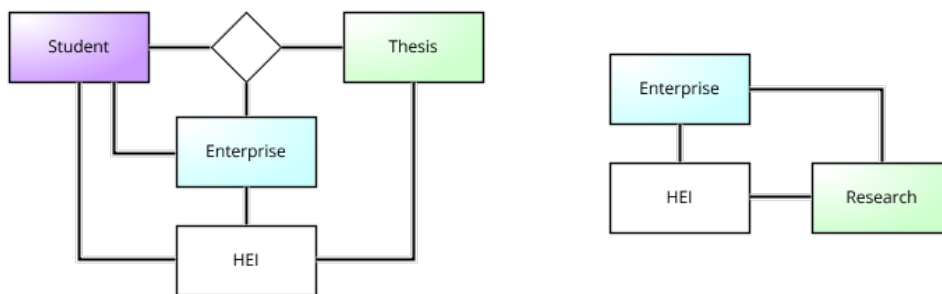 Student
Thesis
Enterprise
HEI
Enterprise
HEI
Research